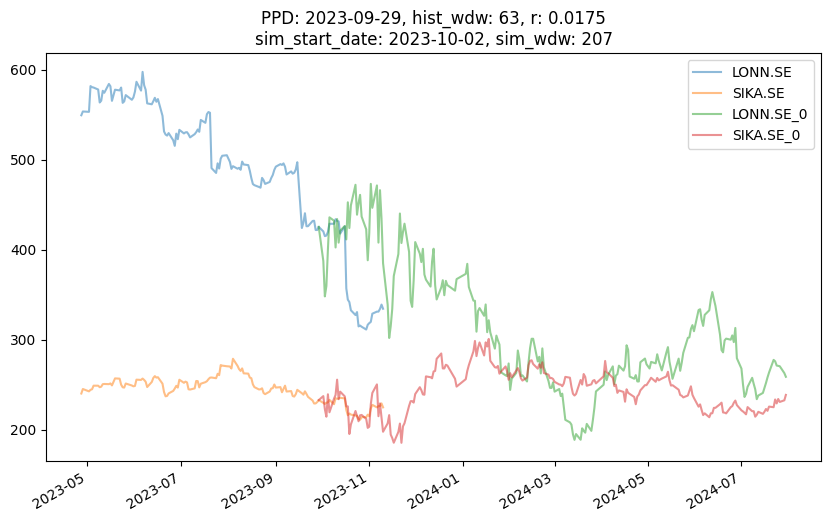 PPD: 2023-09-29, hist_wdw: 63, r: 0.0175
sim_start_date: 2023-10-02, sim_wdw: 207
LONN.SE
SIKA.SE
LONN.SE_0
SIKA.SE_0
600
500
400
300
200
2023-05
2023-07
2023-09
2023-11
2024-01
2024-03
2024-05
2024-07